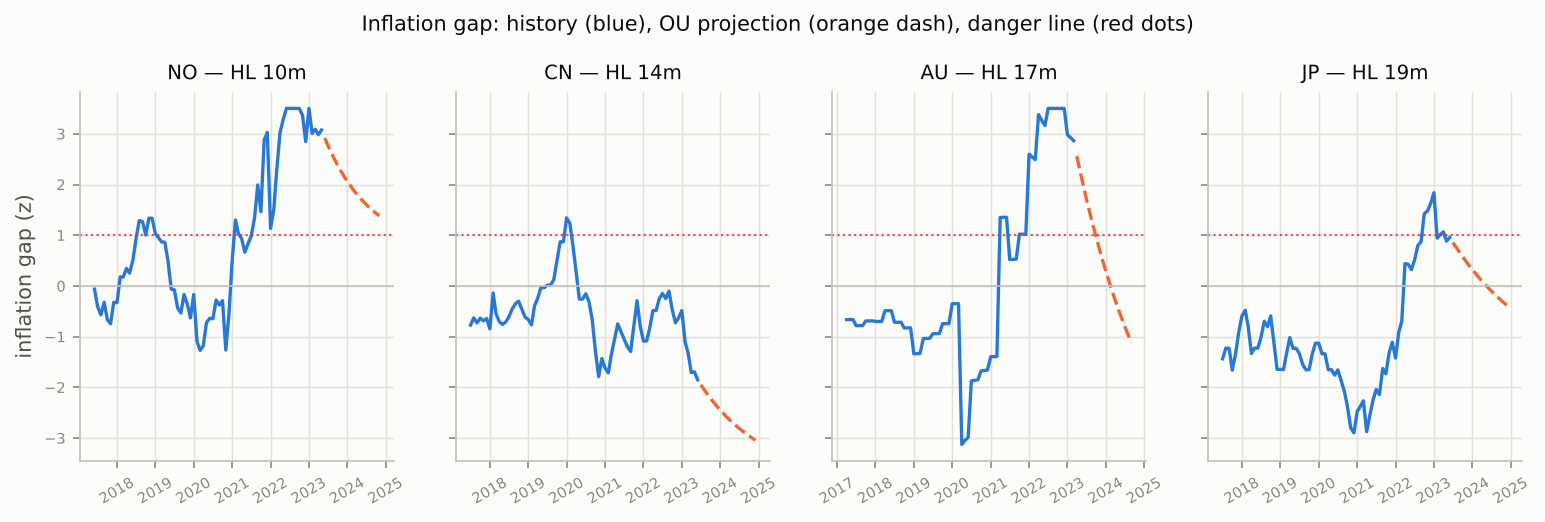 Inflation gap: history (blue), OU projection (orange dash), danger line (red dots)
NO — HL 10m
CN — HL 14m
AU — HL 17m
JP — HL 19m
inflation gap (z)
3
2
1
0
−1
−2
−3
2018 2019 2020 2021 2022 2023 2024 2025
2018 2019 2020 2021 2022 2023 2024 2025
2017 2018 2019 2020 2021 2022 2023 2024 2025
2018 2019 2020 2021 2022 2023 2024 2025